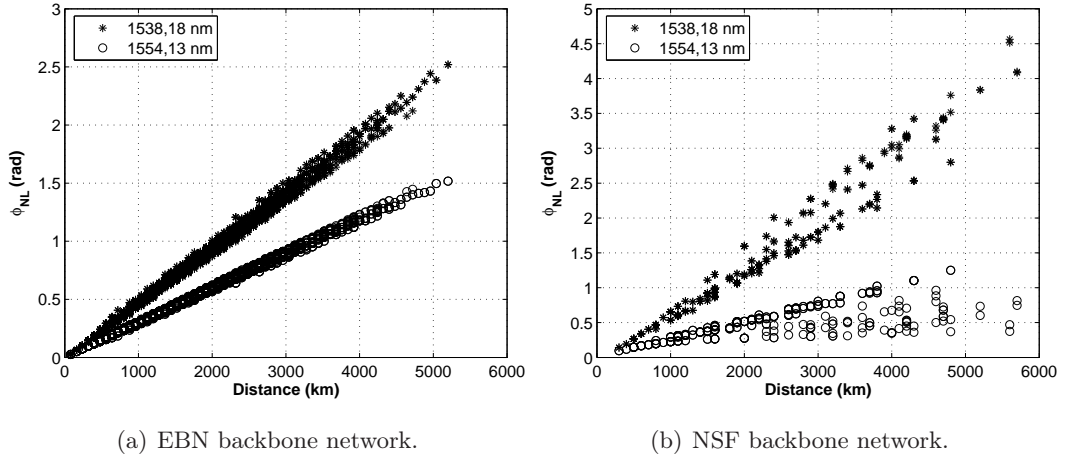 1538,18 nm
1554,13 nm
3
2.5
2
1.5
1
0.5
0
ϕNL (rad)
0 1000 2000 3000 4000 5000 6000
Distance (km)
(a) EBN backbone network.
1538,18 nm
1554,13 nm
5
4.5
4
3.5
3
2.5
2
1.5
1
0.5
0
ϕNL (rad)
0 1000 2000 3000 4000 5000 6000
Distance (km)
(b) NSF backbone network.